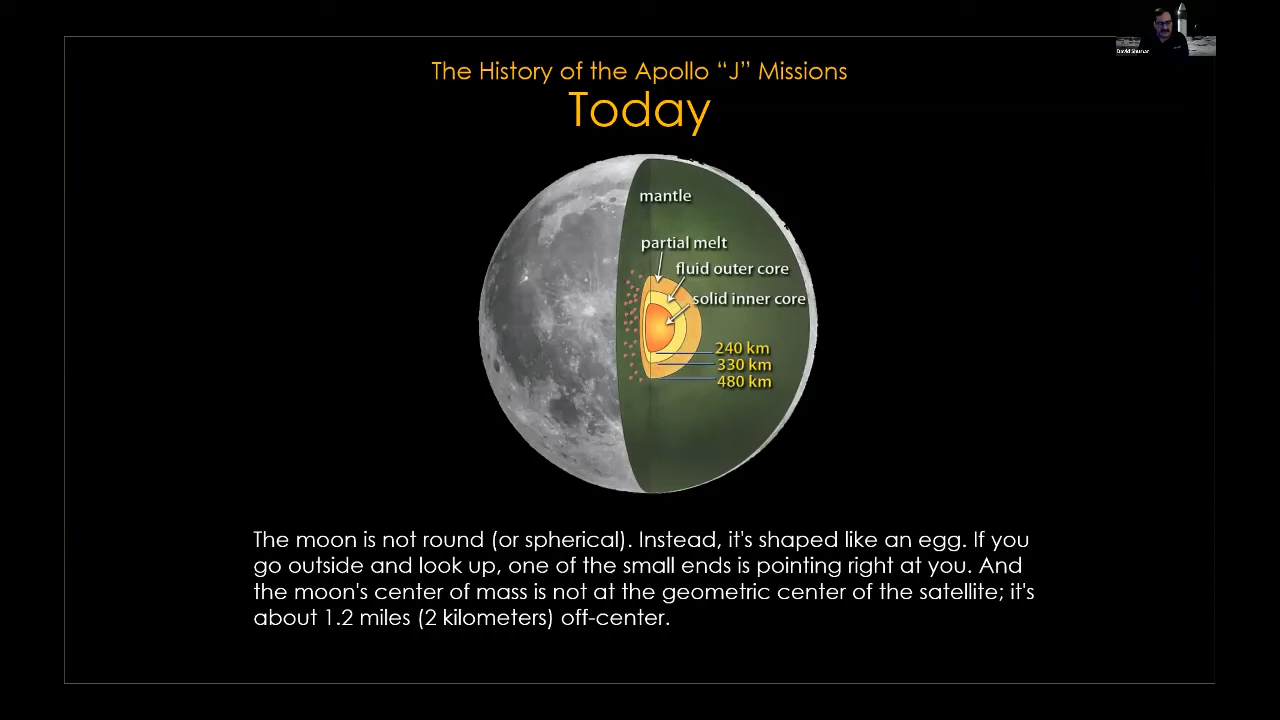 The History of the Apollo “J” Missions
Today
mantle
partial melt
fluid outer core
solid inner core
240 km
330 km
480 km
The moon is not round (or spherical). Instead, it's shaped like an egg. If you
go outside and look up, one of the small ends is pointing right at you. And
the moon's center of mass is not at the geometric center of the satellite; it's
about 1.2 miles (2 kilometers) off-center.